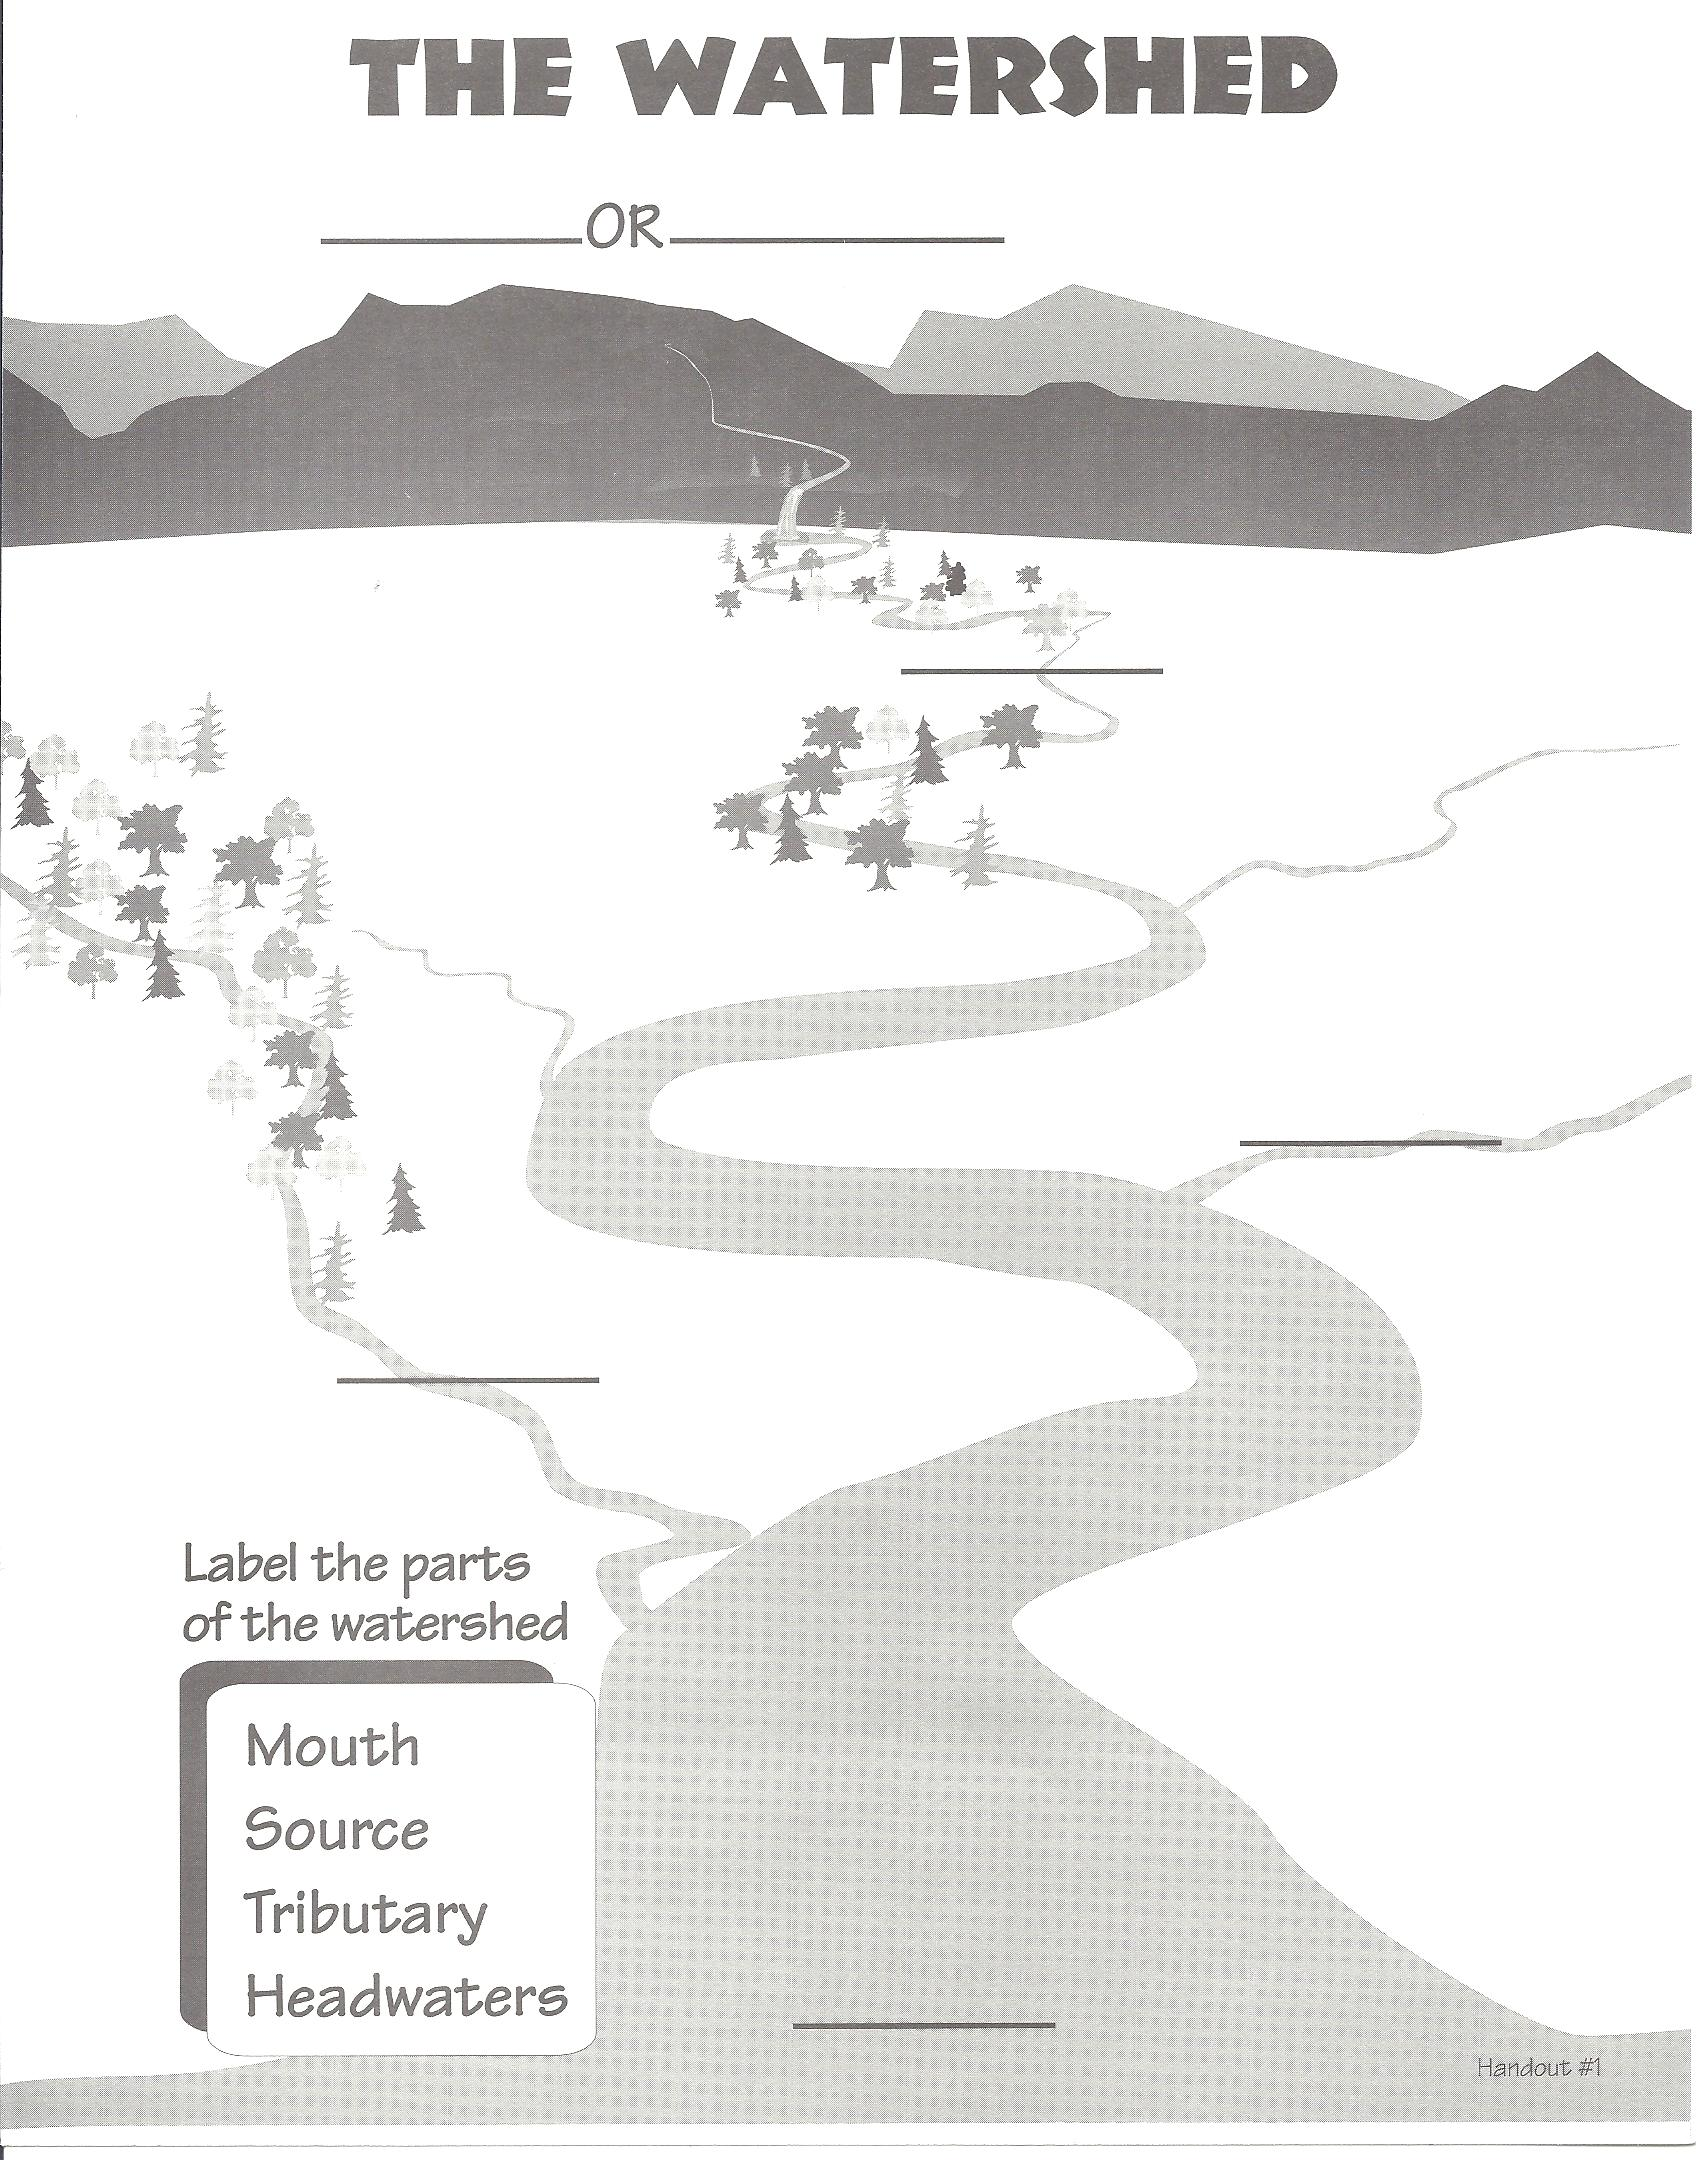 THE WATERSHED
OR
Label the parts
of the watershed
Mouth
Source
Tributary
Headwaters
Handout #1